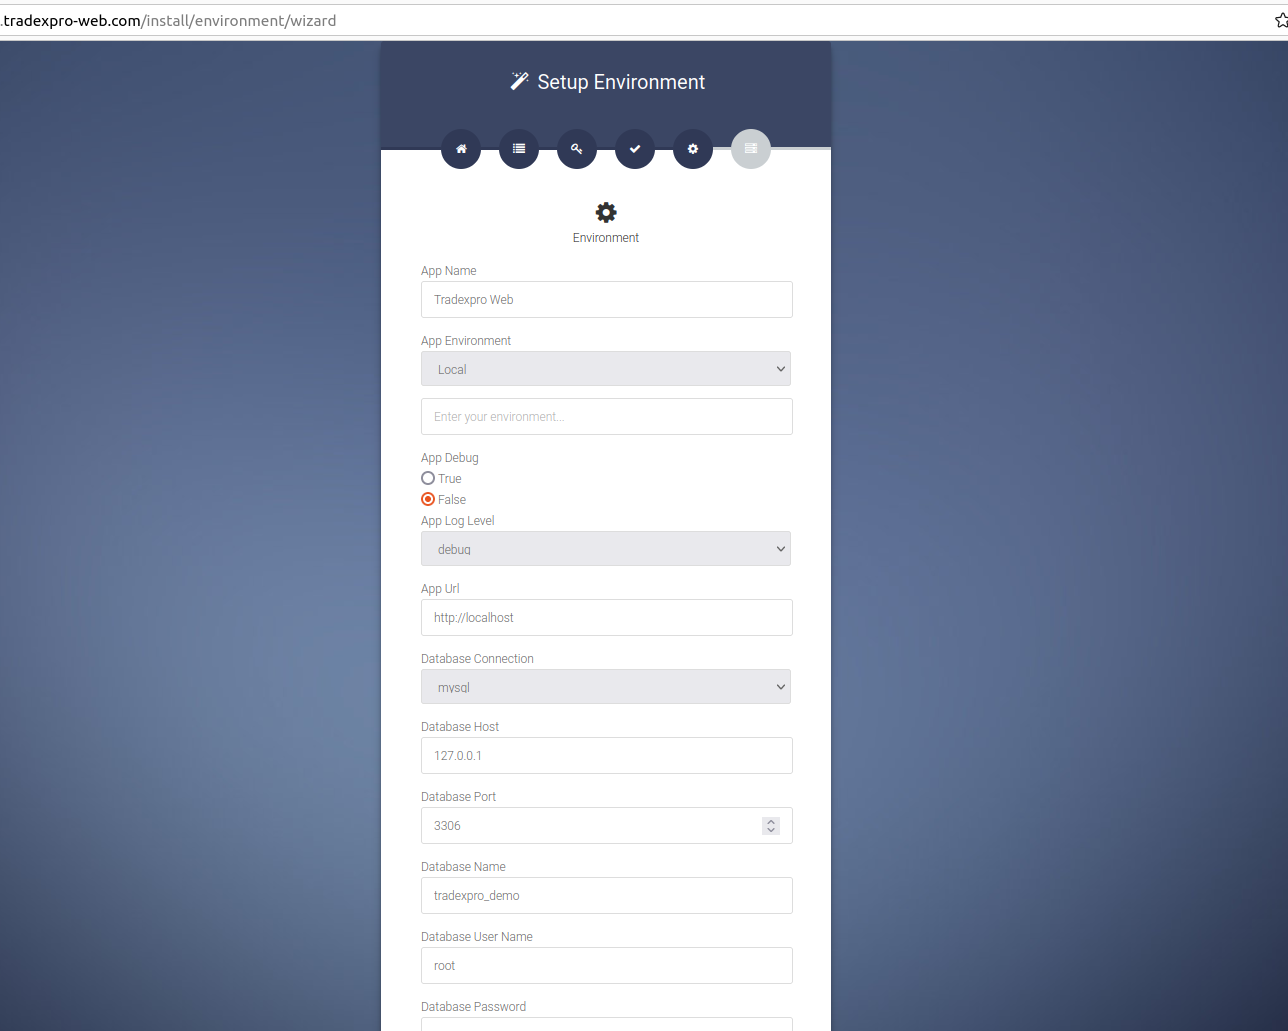 .tradexpro-web.com/install/environment/wizard
Setup Environment
Environment
App Name
Tradexpro Web
App Environment
Local
Enter your environment...
App Debug
True
False
App Log Level
debug
App Url
http://localhost
Database Connection
mysql
Database Host
127.0.0.1
Database Port
3306
Database Name
tradexpro_demo
Database User Name
root
Database Password